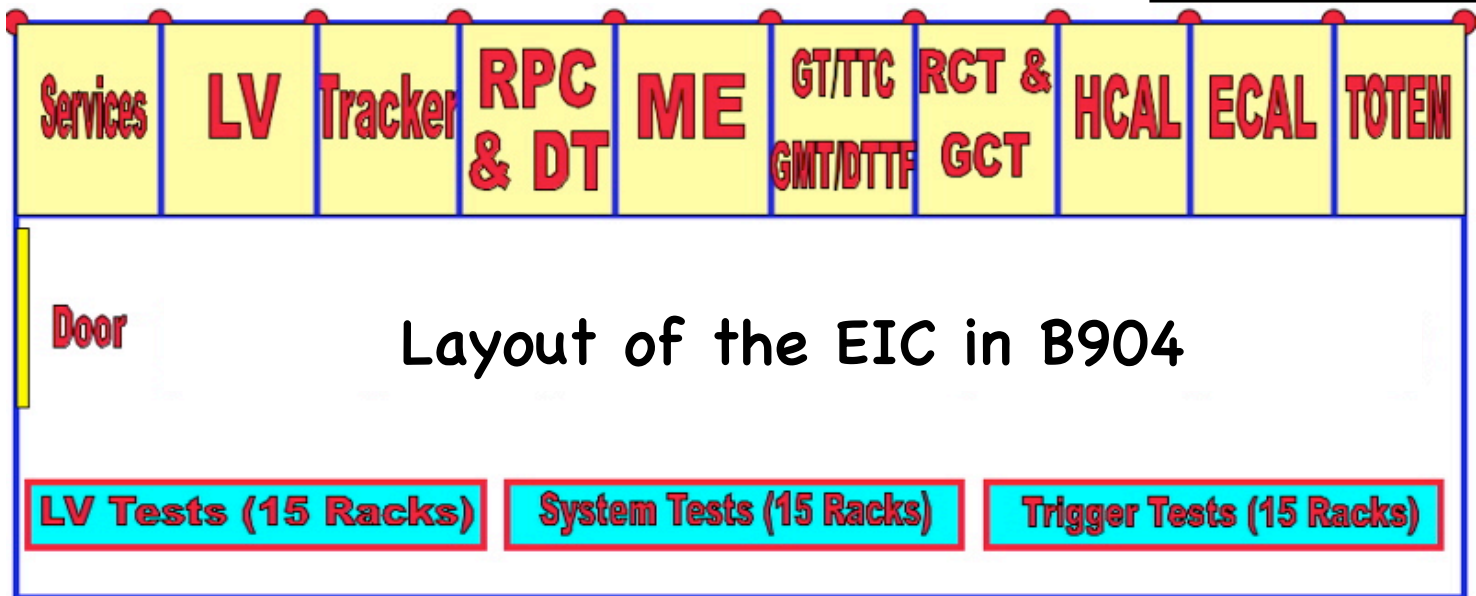 Services
LV
Tracker
RPC
& DT
ME
GT/TTC
GMT/DTTF
RCT &
GCT
HCAL
ECAL
TOTEM
Door
Layout of the EIC in B904
LV Tests (15 Racks)
System Tests (15 Racks)
Trigger Tests (15 Racks)